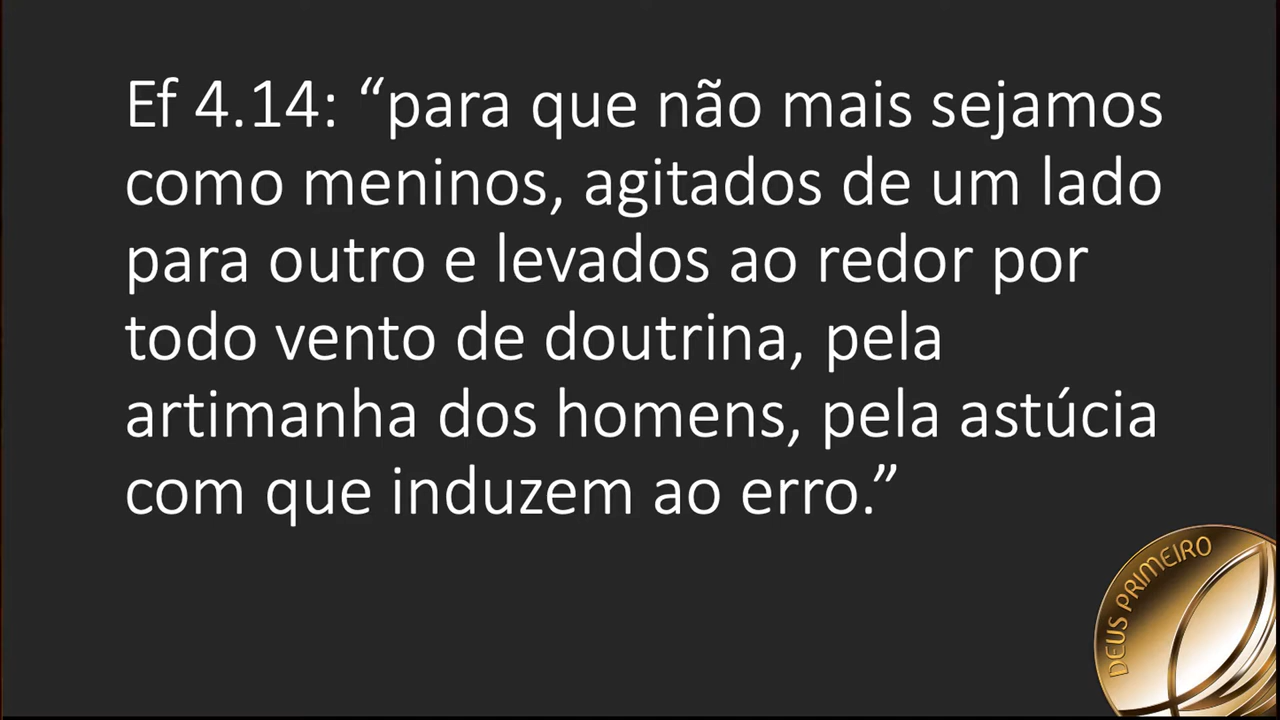 Ef 4.14: “para que não mais sejamos
como meninos, agitados de um lado
para outro e levados ao redor por
todo vento de doutrina, pela
artimanha dos homens, pela astúcia
com que induzem ao erro.”
DEUS PRIMEIRO